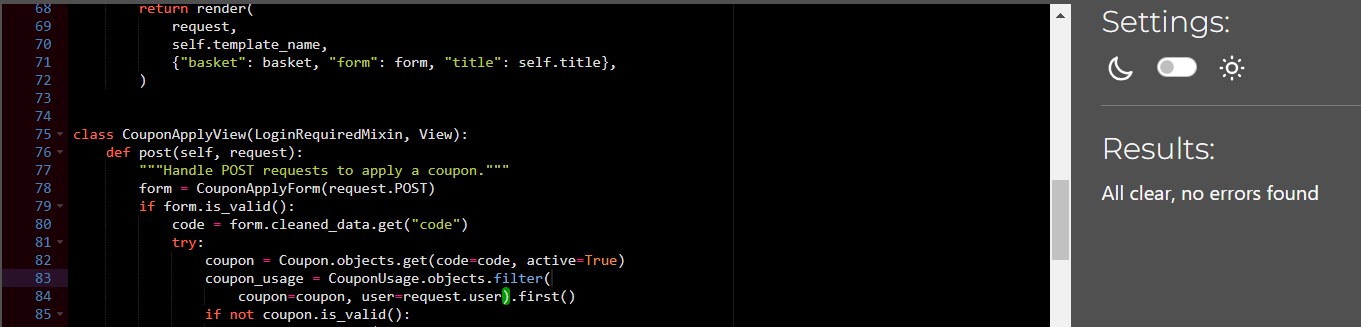 68         return render(
69             request,
70             self.template_name,
71             {"basket": basket, "form": form, "title": self.title},
72         )
73
74
75 class CouponApplyView(LoginRequiredMixin, View):
76     def post(self, request):
77         """Handle POST requests to apply a coupon."""
78         form = CouponApplyForm(request.POST)
79         if form.is_valid():
80             code = form.cleaned_data.get("code")
81             try:
82                 coupon = Coupon.objects.get(code=code, active=True)
83                 coupon_usage = CouponUsage.objects.filter(
84                     coupon=coupon, user=request.user).first()
85                 if not coupon.is_valid():
Settings:
Results:
All clear, no errors found